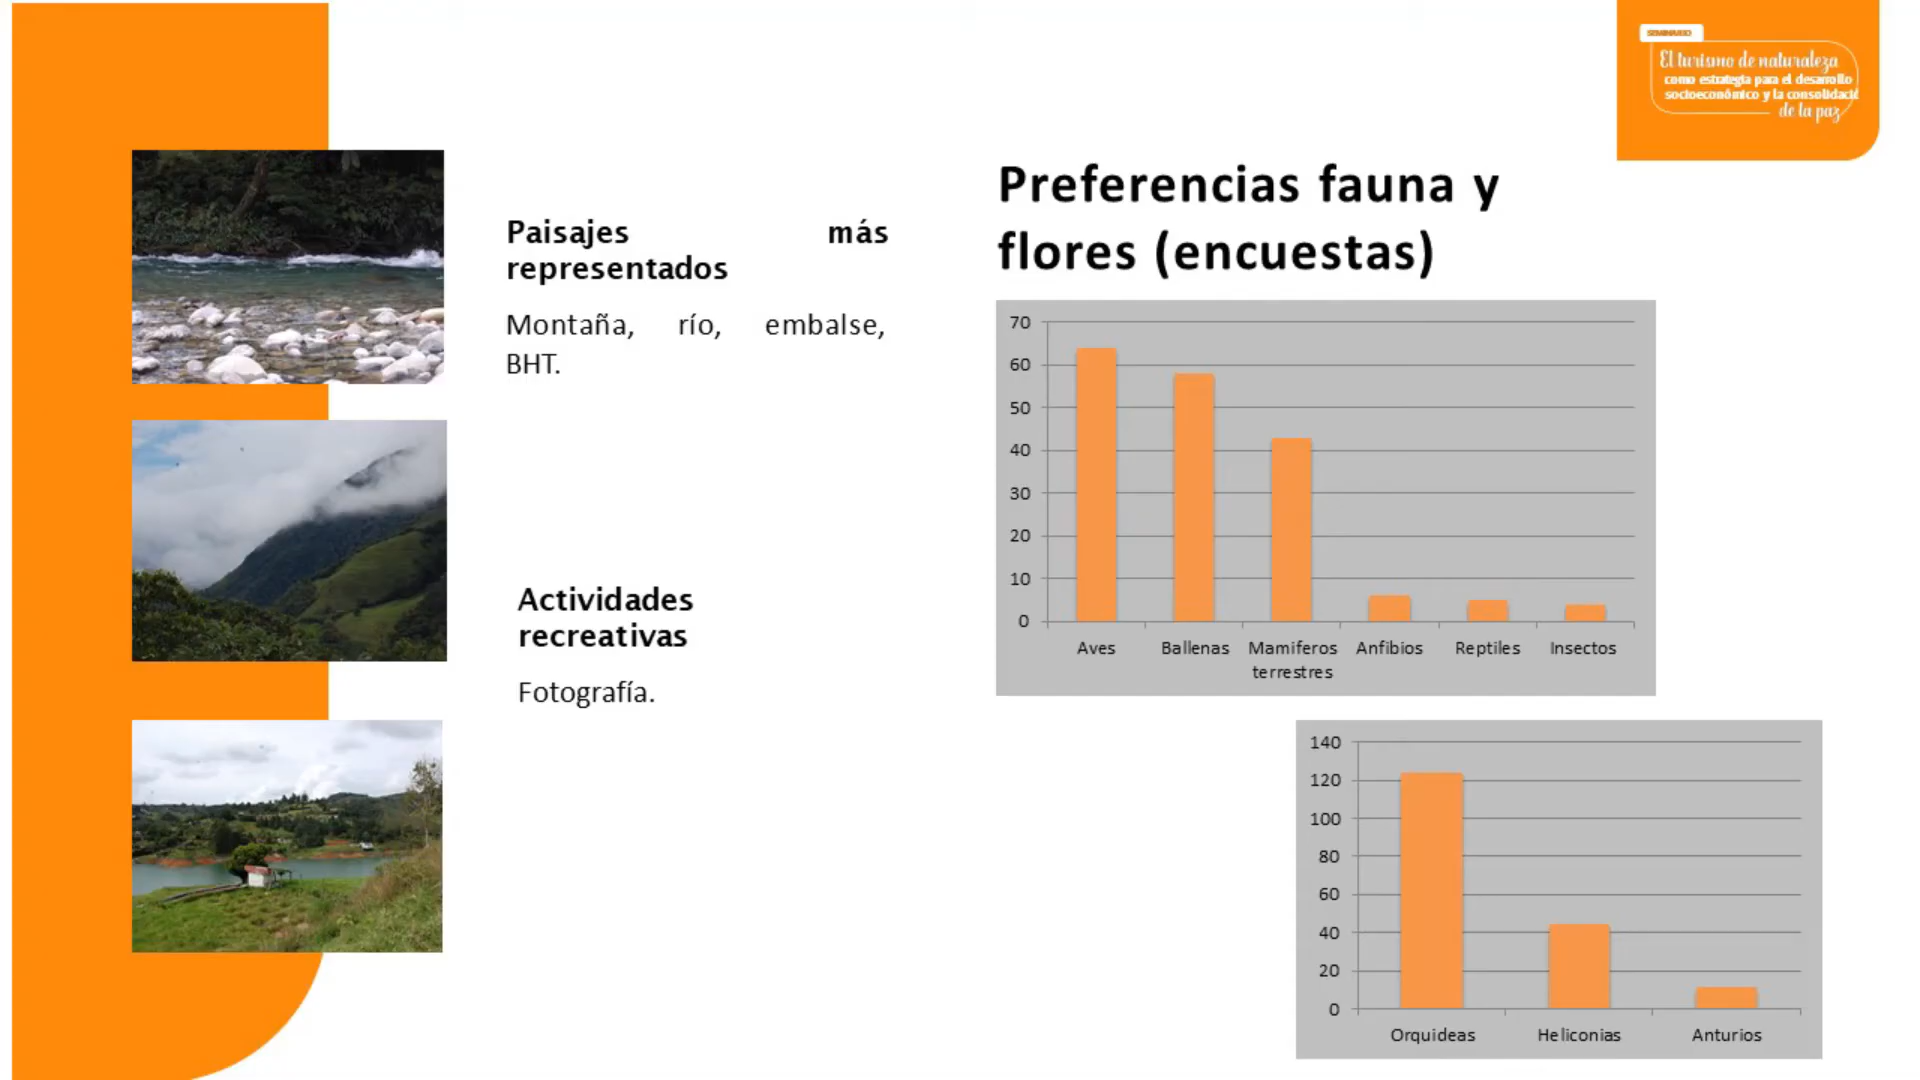 SEMINARIO
El turismo de naturaleza
como estrategia para el desarrollo
socioeconómico y la consolidació
de la paz
Paisajes más
representados
Montaña, río, embalse,
BHT.
Actividades
recreativas
Fotografía.
Preferencias fauna y
flores (encuestas)
70
60
50
40
30
20
10
0
Aves Ballenas Mamiferos terrestres Anfibios Reptiles Insectos
140
120
100
80
60
40
20
0
Orquideas Heliconias Anturios